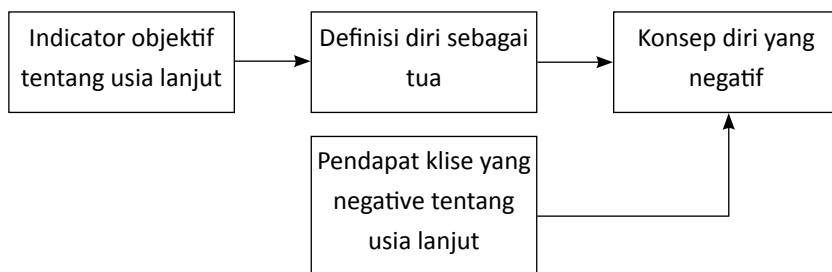 Indicator objektif
tentang usia lanjut
Definisi diri sebagai
tua
Konsep diri yang
negatif
Pendapat klise yang
negative tentang
usia lanjut